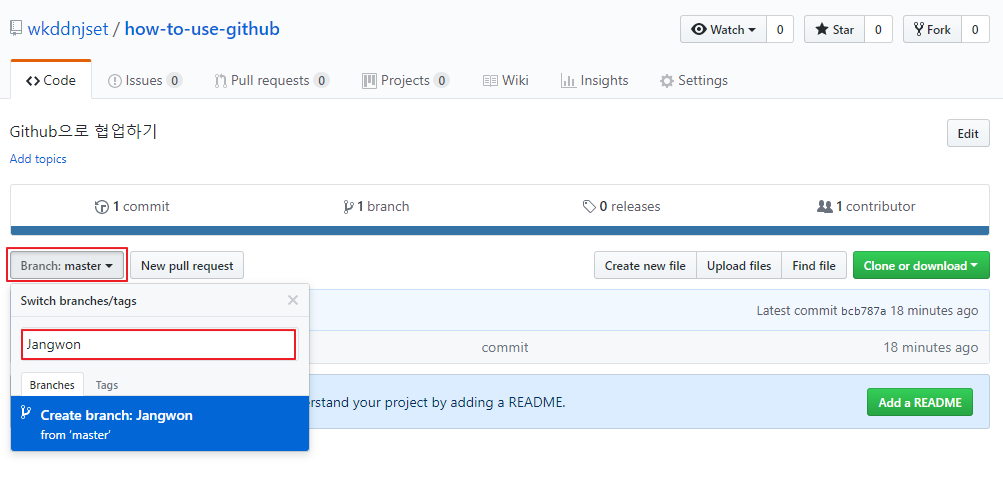 wkddnjset / how-to-use-github
Watch 0 Star 0 Fork 0
Code Issues 0 Pull requests 0 Projects 0 Wiki Insights Settings
Github으로 협업하기
Edit
Add topics
1 commit 1 branch 0 releases 1 contributor
Branch: master New pull request Create new file Upload files Find file Clone or download
Switch branches/tags
Latest commit bcb787a 18 minutes ago
Jangwon
commit 18 minutes ago
Branches Tags
erstand your project by adding a README. Add a README
Create branch: Jangwon
from 'master'